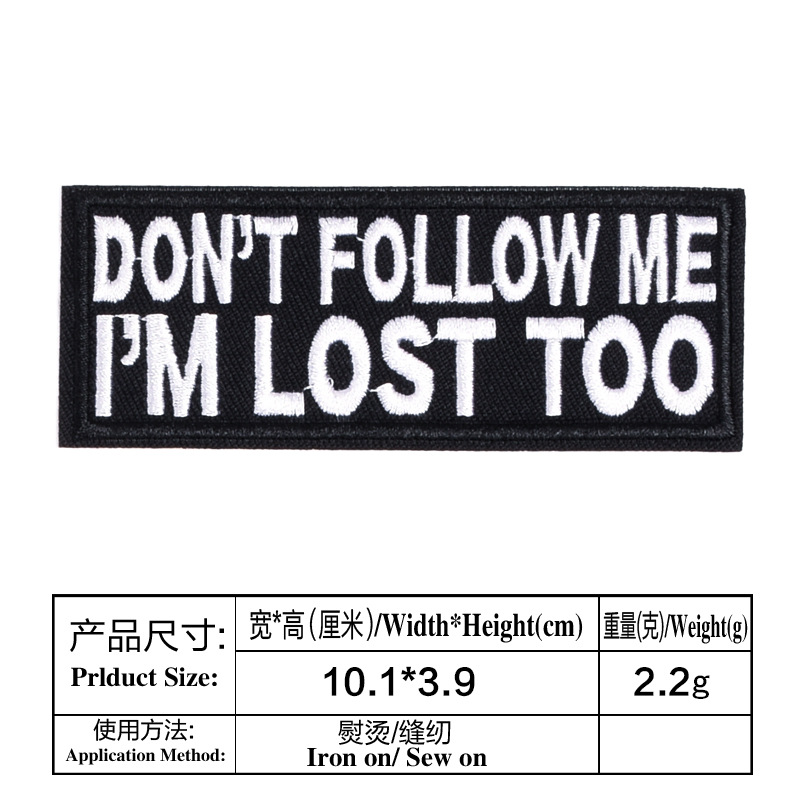 DON'T FOLLOW ME
I'M LOST TOO
产品尺寸:
Prlduct Size:
宽*高(厘米)/Width*Height(cm)
重量(克)/Weight(g)
10.1*3.9
2.2g
使用方法:
Application Method:
熨烫/缝纫
Iron on/ Sew on